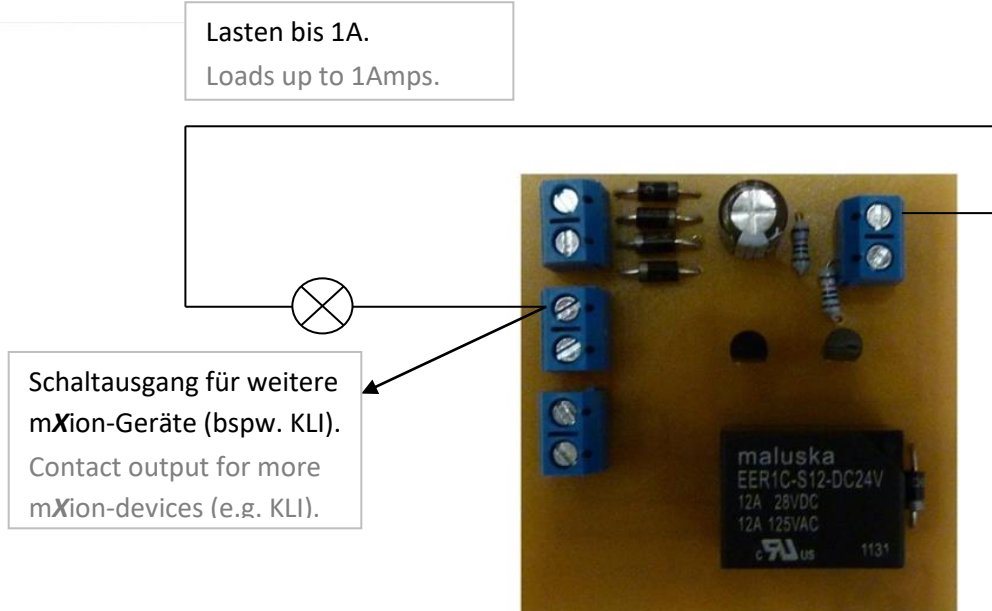 Lasten bis 1A.
Loads up to 1Amps.
Schaltausgang für weitere
mXion-Geräte (bspw. KLI).
Contact output for more
mXion-devices (e.g. KLI).
maluska
EER1C-S12-DC24V
12A 28VDC
12A 125VAC
c US 1131